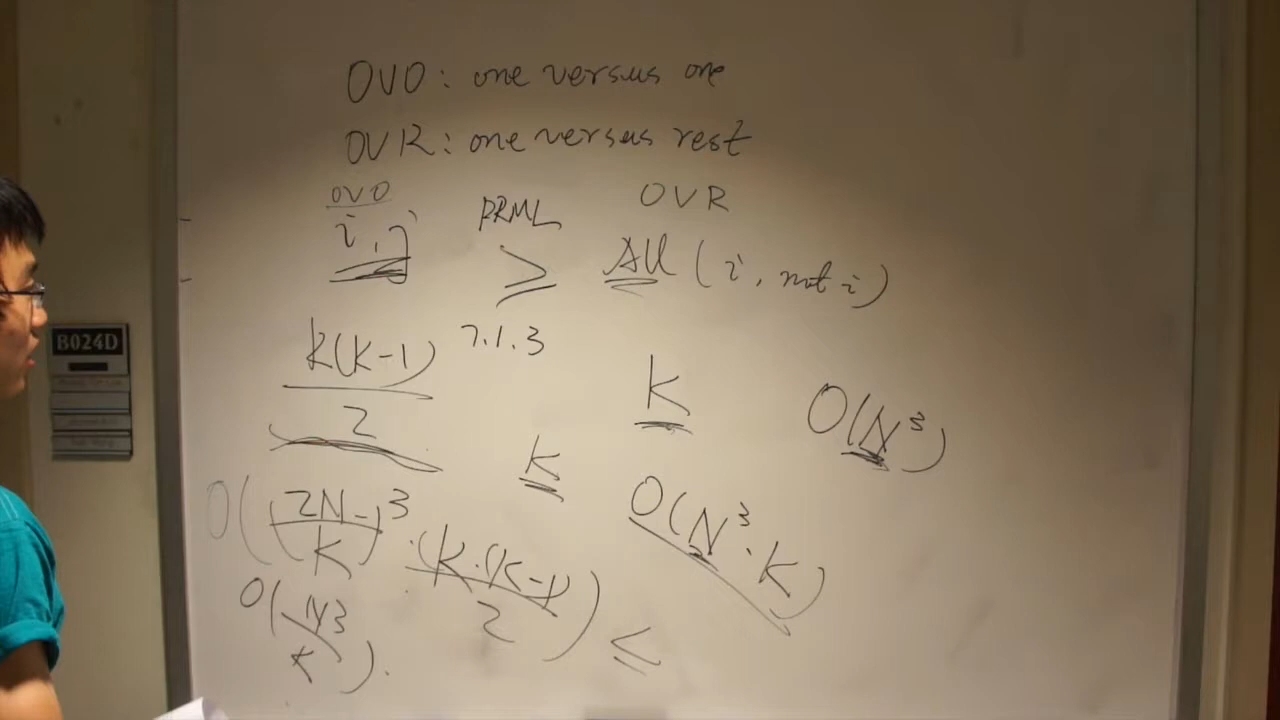 OVO: one versus one
OVR: one versus rest
OVO PRML OVR
i, j ≥ All (i, not i)
K(K-1)/2 7.1.3 K O(N³)
K
O((2N/K)³ · (K·(K-1)/2)) ≤ O(N³·K)
O(N³/K).
B024D